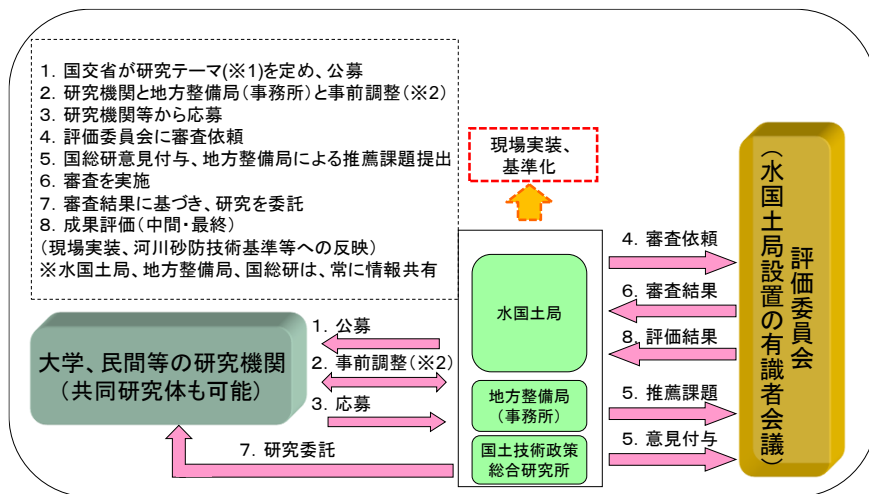 1. 国交省が研究テーマ(※1)を定め、公募
2. 研究機関と地方整備局(事務所)と事前調整(※2)
3. 研究機関等から応募
4. 評価委員会に審査依頼
5. 国総研意見付与、地方整備局による推薦課題提出
6. 審査を実施
7. 審査結果に基づき、研究を委託
8. 成果評価(中間・最終)
(現場実装、河川砂防技術基準等への反映)
※水国土局、地方整備局、国総研は、常に情報共有
現場実装、
基準化
大学、民間等の研究機関
(共同研究体も可能)
1. 公募
2. 事前調整(※2)
3. 応募
7. 研究委託
水国土局
地方整備局
(事務所)
国土技術政策
総合研究所
4. 審査依頼
6. 審査結果
8. 評価結果
5. 推薦課題
5. 意見付与
評価委員会
(水国土局設置の有識者会議)